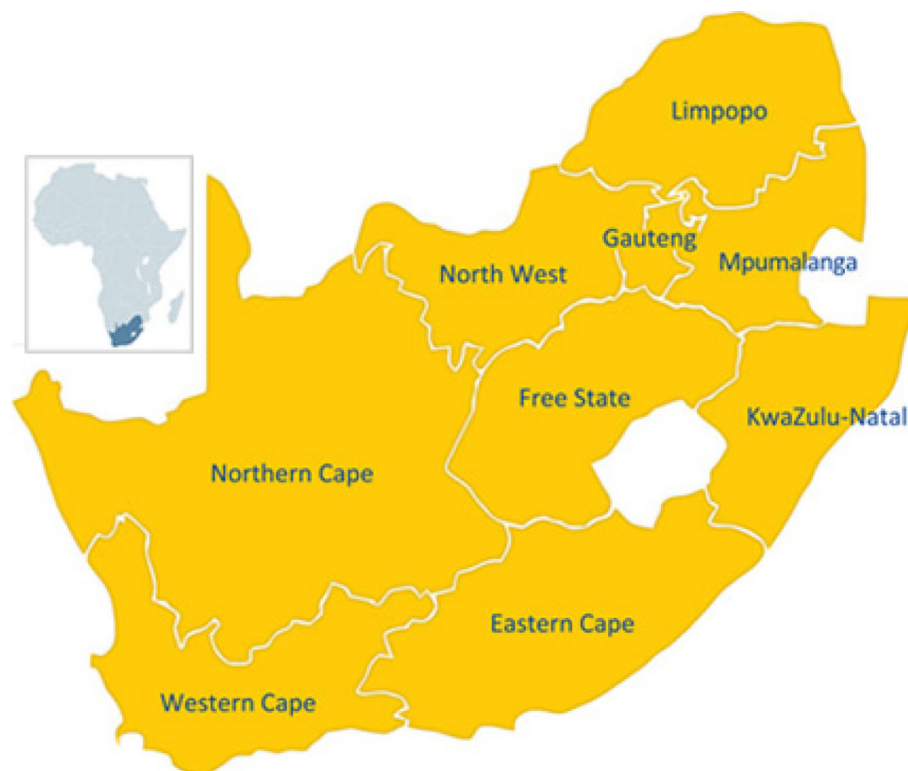 Limpopo
Gauteng
Mpumalanga
North West
Free State
KwaZulu-Natal
Northern Cape
Eastern Cape
Western Cape